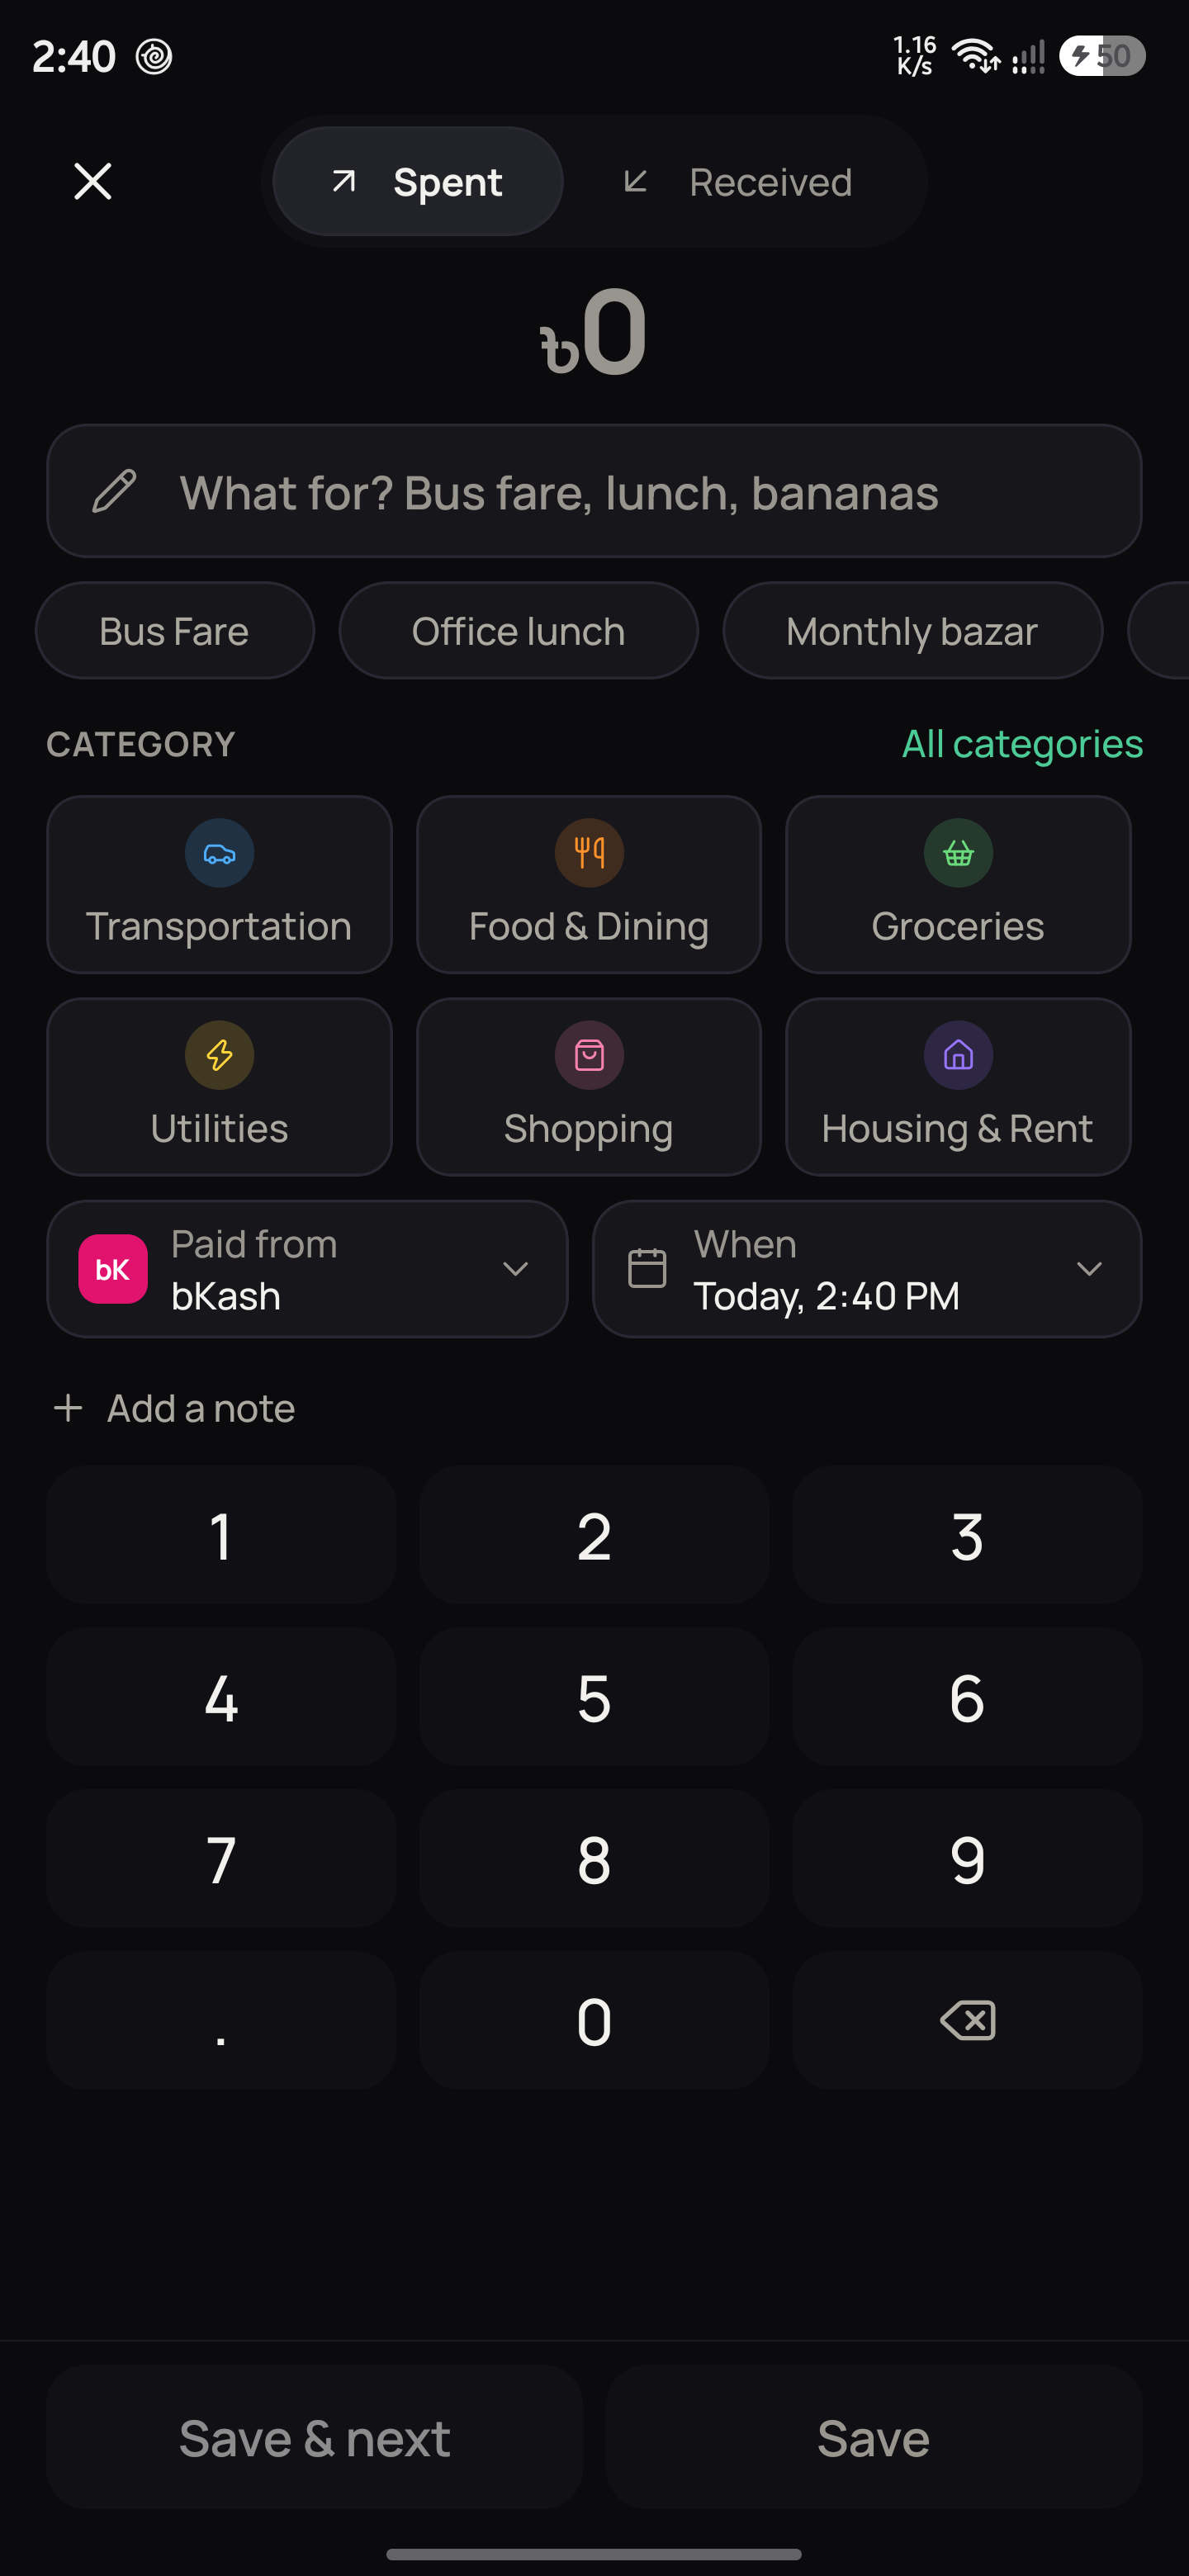 2:40
1.16
K/s
50
Spent
Received
৳0
What for? Bus fare, lunch, bananas
Bus Fare
Office lunch
Monthly bazar
CATEGORY
All categories
Transportation
Food & Dining
Groceries
Utilities
Shopping
Housing & Rent
bK
Paid from
bKash
When
Today, 2:40 PM
+ Add a note
1
2
3
4
5
6
7
8
9
.
0
Save & next
Save